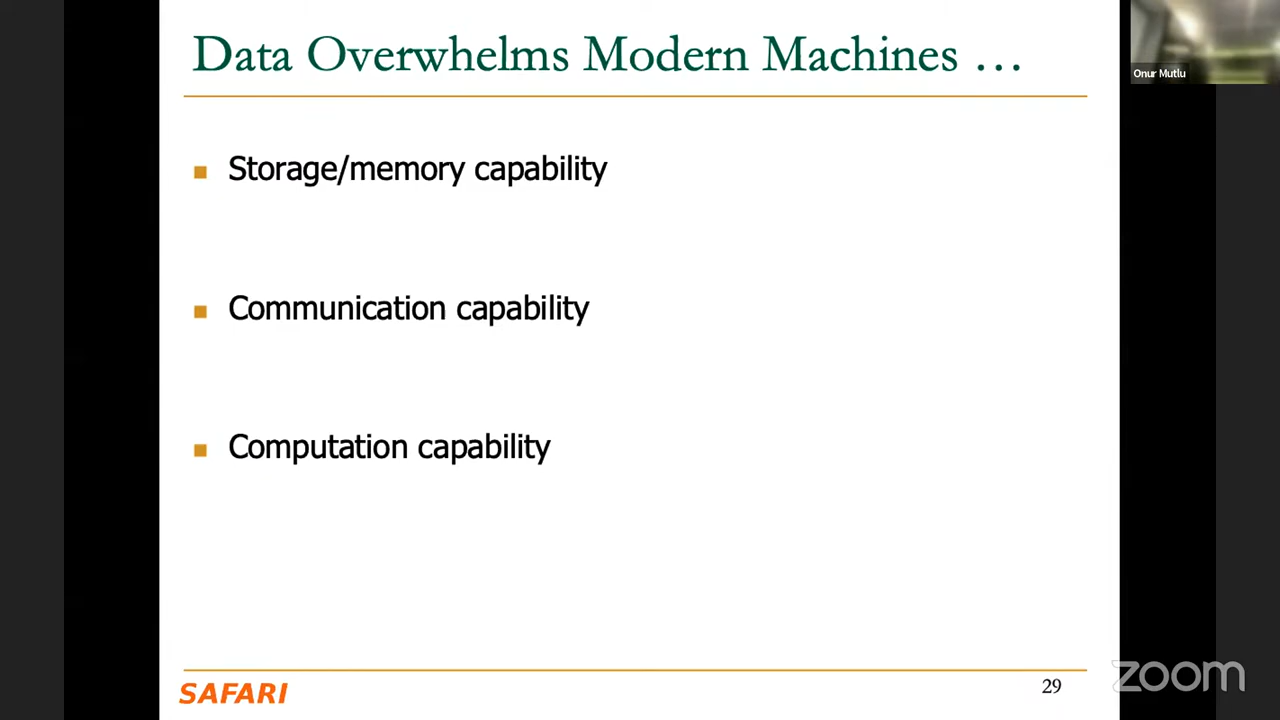 Data Overwhelms Modern Machines …
Onur Mutlu
Storage/memory capability
Communication capability
Computation capability
SAFARI
29
zoom